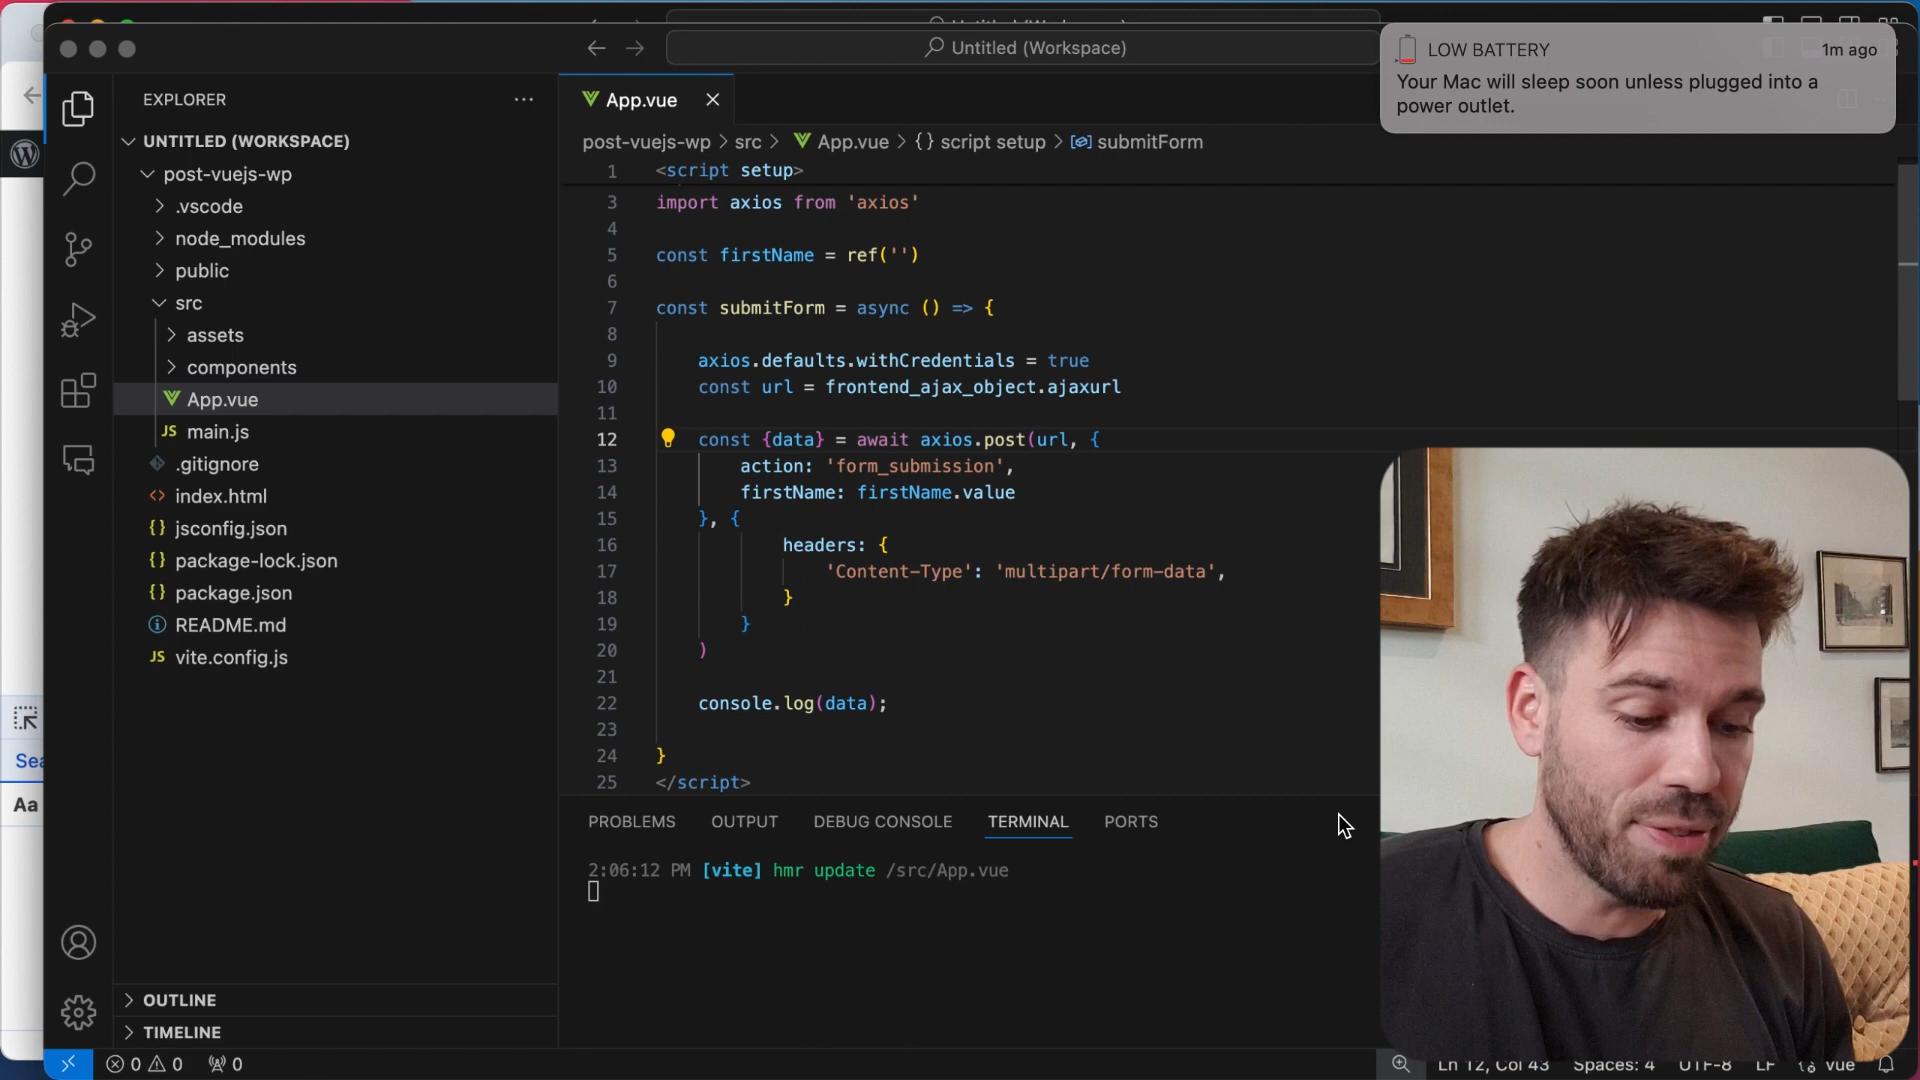 Untitled (Workspace)
LOW BATTERY
1m ago
Your Mac will sleep soon unless plugged into a
power outlet.
EXPLORER
App.vue
UNTITLED (WORKSPACE)
post-vuejs-wp > src > App.vue > {} script setup > submitForm
post-vuejs-wp
.vscode
node_modules
public
src
assets
components
App.vue
main.js
.gitignore
index.html
jsconfig.json
package-lock.json
package.json
README.md
vite.config.js
OUTLINE
TIMELINE
1 <script setup>
3 import axios from 'axios'
4
5 const firstName = ref('')
6
7 const submitForm = async () => {
8
9 axios.defaults.withCredentials = true
10 const url = frontend_ajax_object.ajaxurl
11
12 const {data} = await axios.post(url, {
13 action: 'form_submission',
14 firstName: firstName.value
15 }, {
16 headers: {
17 'Content-Type': 'multipart/form-data',
18 }
19 }
20 )
21
22 console.log(data);
23
24 }
25 </script>
PROBLEMS OUTPUT DEBUG CONSOLE TERMINAL PORTS
2:06:12 PM [vite] hmr update /src/App.vue
Sea
Aa
0 0 0
Ln 12, Col 43 Spaces: 4 UTF-8 LF Vue